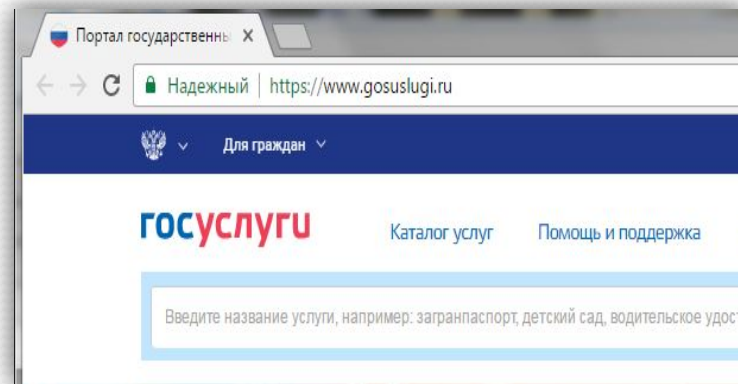 Портал государственны
Надежный | https://www.gosuslugi.ru
Для граждан
госуслуги
Каталог услуг Помощь и поддержка
Введите название услуги, например: загранпаспорт, детский сад, водительское удост